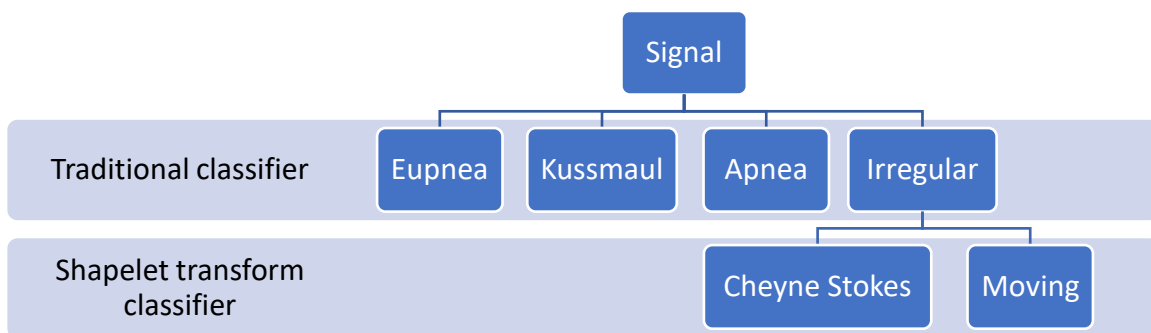 Signal
Traditional classifier
Eupnea
Kussmaul
Apnea
Irregular
Shapelet transform
classifier
Cheyne Stokes
Moving